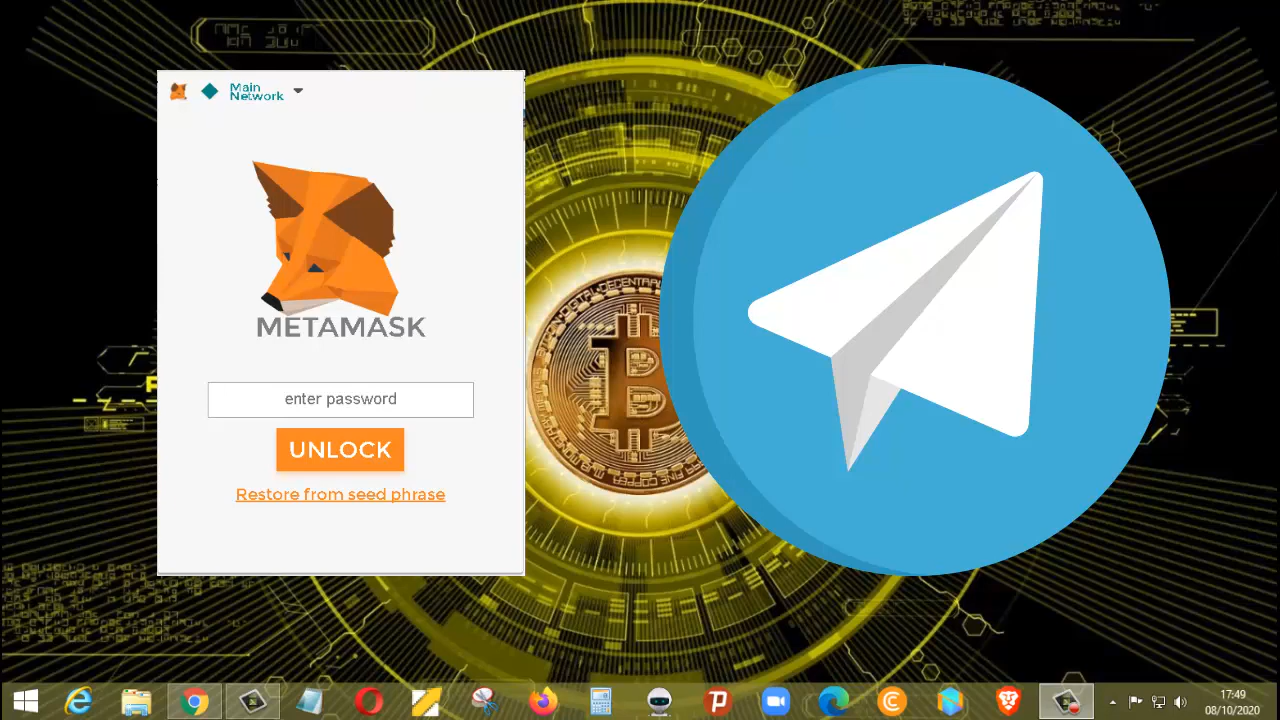 Main
Network
METAMASK
enter password
UNLOCK
Restore from seed phrase
17:49
08/10/2020